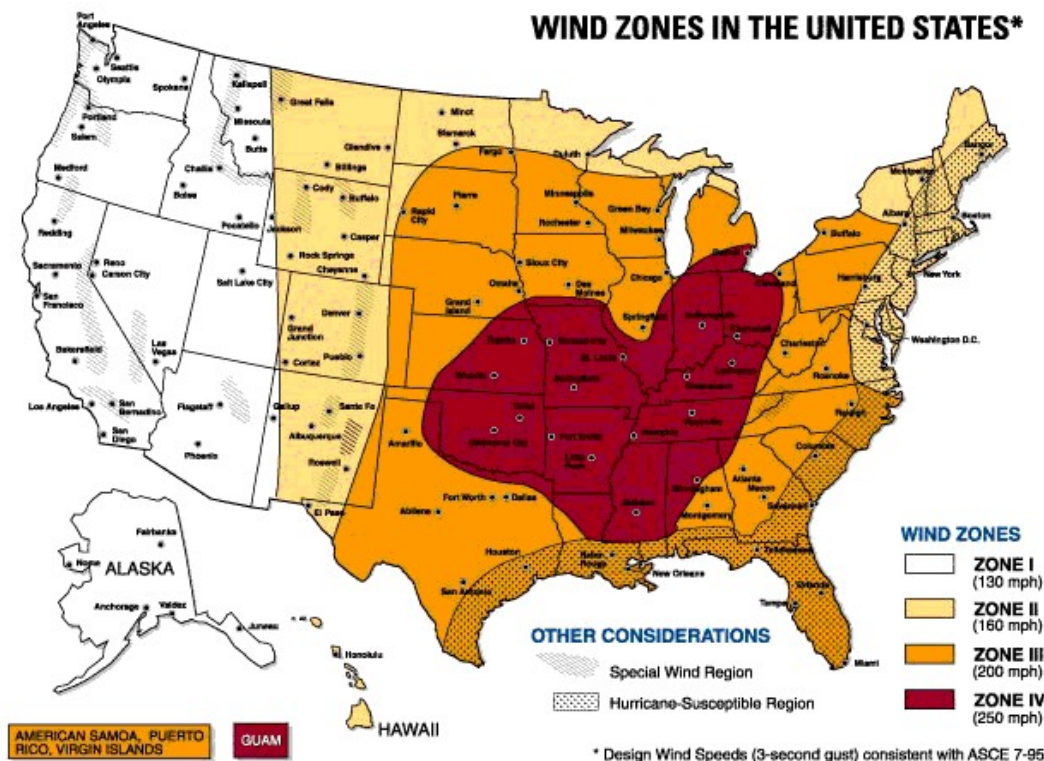 WIND ZONES IN THE UNITED STATES*
Port
Angeles
Seattle
Olympia
Spokane
Portland
Salem
Medford
Kalispell
Missoula
Butte
Challis
Boise
Pocatello
Jackson
Great Falls
Glendive
Billings
Cody
Buffalo
Casper
Rock Springs
Cheyenne
Minot
Bismarck
Fargo
Duluth
Pierre
Rapid
City
Minneapolis
Rochester
Green Bay
Milwaukee
Chicago
Detroit
Cleveland
Buffalo
Albany
Montpelier
Bangor
Boston
New York
Harrisburg
Washington D.C.
Redding
Reno
Carson City
Sacramento
San
Francisco
Bakersfield
Las
Vegas
Los Angeles
San
Bernadino
San
Diego
Salt Lake City
Grand
Junction
Cortez
Denver
Pueblo
Flagstaff
Phoenix
Gallup
Santa Fe
Albuquerque
Roswell
El Paso
Sioux City
Omaha
Des
Moines
Grand
Island
Springfield
Indianapolis
Topeka
St. Louis
Wichita
Tulsa
Oklahoma City
Fort Smith
Little
Rock
Memphis
Charleston
Roanoke
Raleigh
Columbia
Atlanta
Macon
Savannah
Birmingham
Montgomery
Amarillo
Fort Worth
Dallas
Abilene
Houston
San Antonio
Baton
Rouge
New Orleans
Tallahassee
Orlando
Tampa
Miami
Fairbanks
Nome
ALASKA
Anchorage
Valdez
Juneau
Honolulu
HAWAII
OTHER CONSIDERATIONS
Special Wind Region
Hurricane-Susceptible Region
WIND ZONES
ZONE I
(130 mph)
ZONE II
(160 mph)
ZONE III
(200 mph)
ZONE IV
(250 mph)
AMERICAN SAMOA, PUERTO
RICO, VIRGIN ISLANDS
GUAM
* Design Wind Speeds (3-second gust) consistent with ASCE 7-95